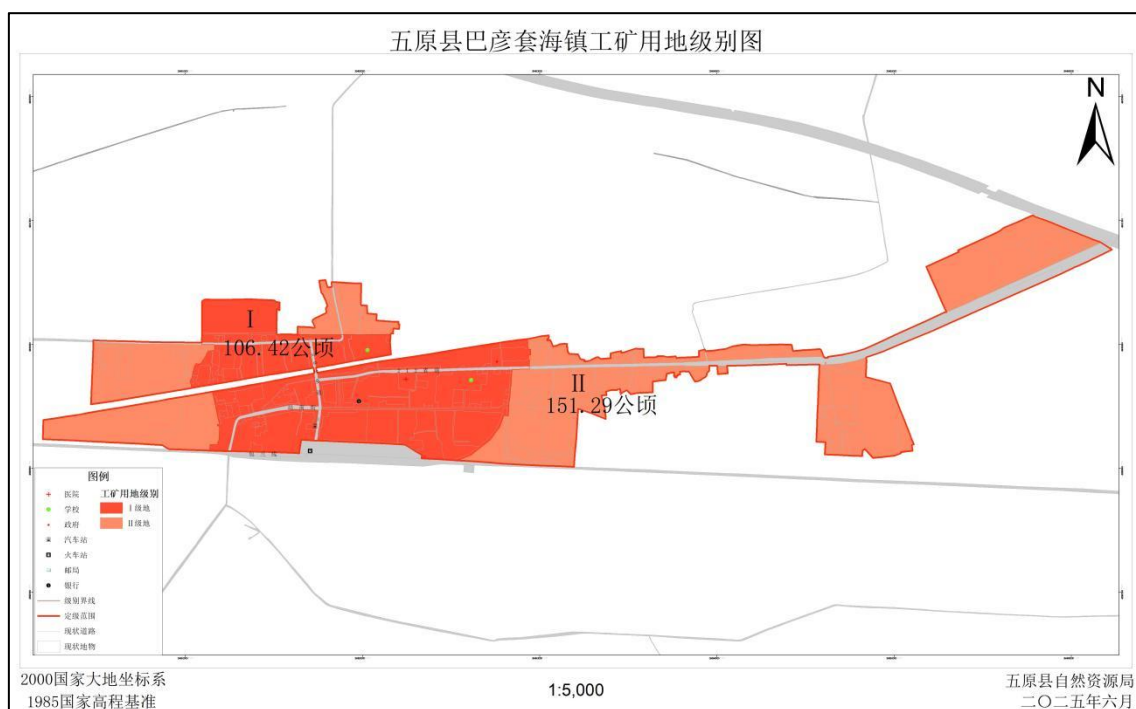 五原县巴彦套海镇工矿用地级别图
N
Ⅰ
106.42公顷
Ⅱ
151.29公顷
图例
医院
学校
政府
汽车站
火车站
邮局
银行
级别界线
定级范围
现状道路
现状地物
工矿用地级别
Ⅰ级地
Ⅱ级地
2000国家大地坐标系
1985国家高程基准
1:5,000
五原县自然资源局
二〇二五年六月